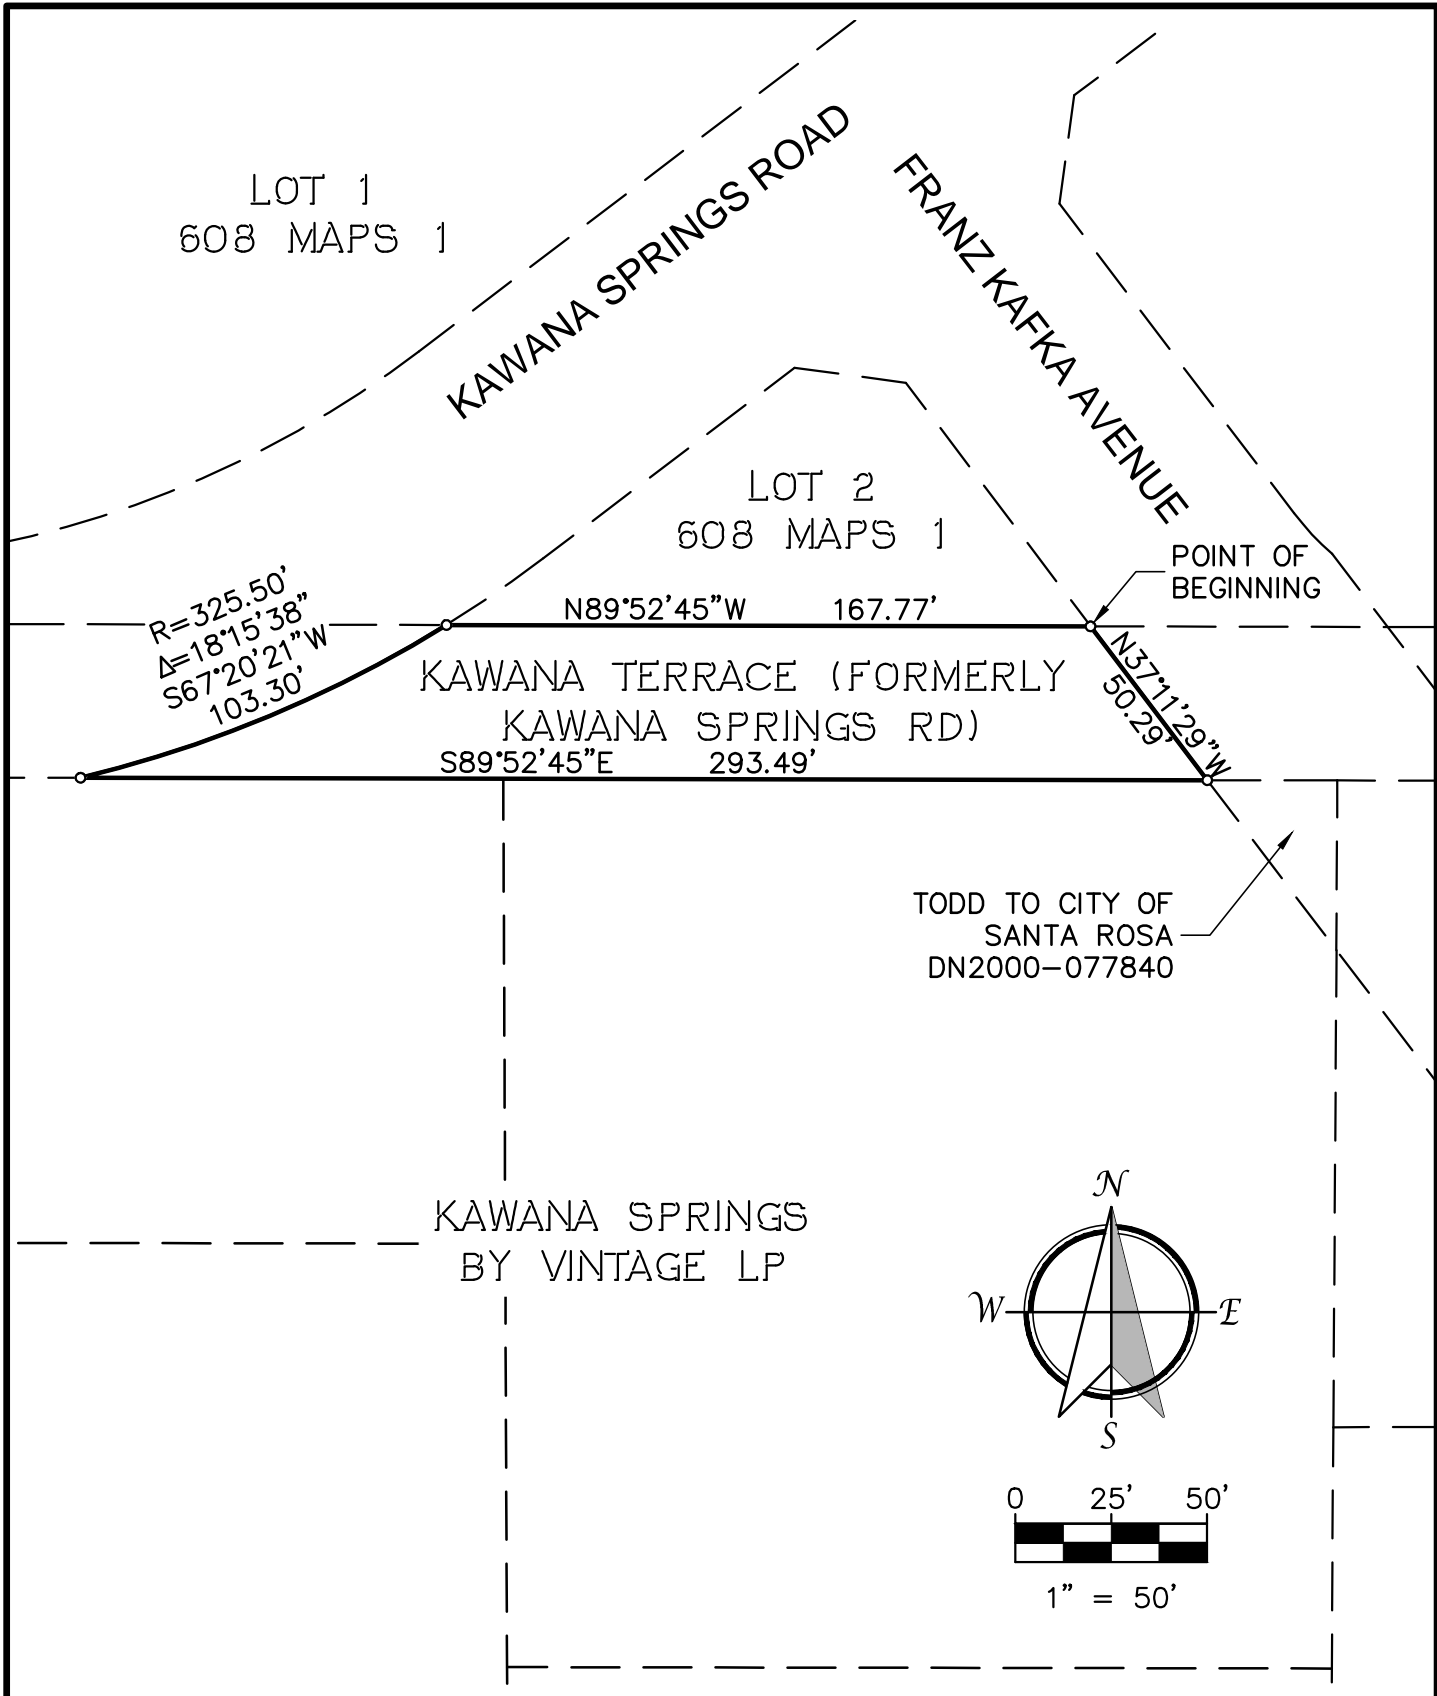 LOT 1
608 MAPS 1
KAWANA SPRINGS ROAD
FRANZ KAFKA AVENUE
LOT 2
608 MAPS 1
POINT OF
BEGINNING
R=325.50'
Δ=18°15'38"
S67°20'21"W
103.30'
N89°52'45"W 167.77'
N37°11'29"W
50.29'
KAWANA TERRACE (FORMERLY
KAWANA SPRINGS RD)
S89°52'45"E 293.49'
TODD TO CITY OF
SANTA ROSA
DN2000-077840
KAWANA SPRINGS
BY VINTAGE LP
N
W E
S
0 25' 50'
1" = 50'